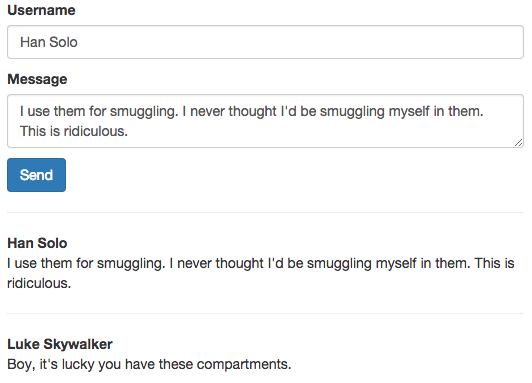 Username
Han Solo
Message
I use them for smuggling. I never thought I'd be smuggling myself in them.
This is ridiculous.
Send
Han Solo
I use them for smuggling. I never thought I'd be smuggling myself in them. This is
ridiculous.
Luke Skywalker
Boy, it's lucky you have these compartments.